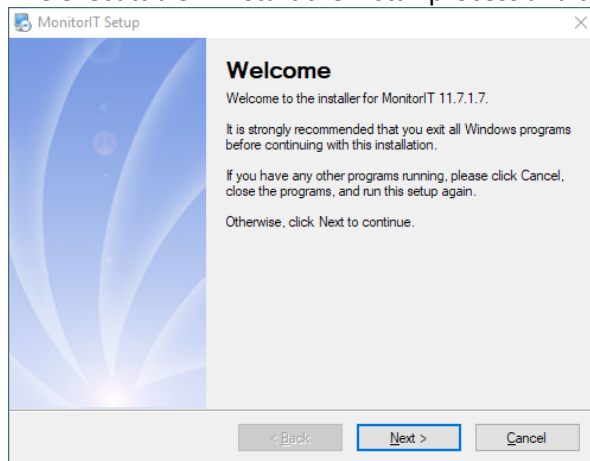 MonitorIT Setup
Welcome
Welcome to the installer for MonitorIT 11.7.1.7.
It is strongly recommended that you exit all Windows programs
before continuing with this installation.
If you have any other programs running, please click Cancel,
close the programs, and run this setup again.
Otherwise, click Next to continue.
< Back
Next >
Cancel